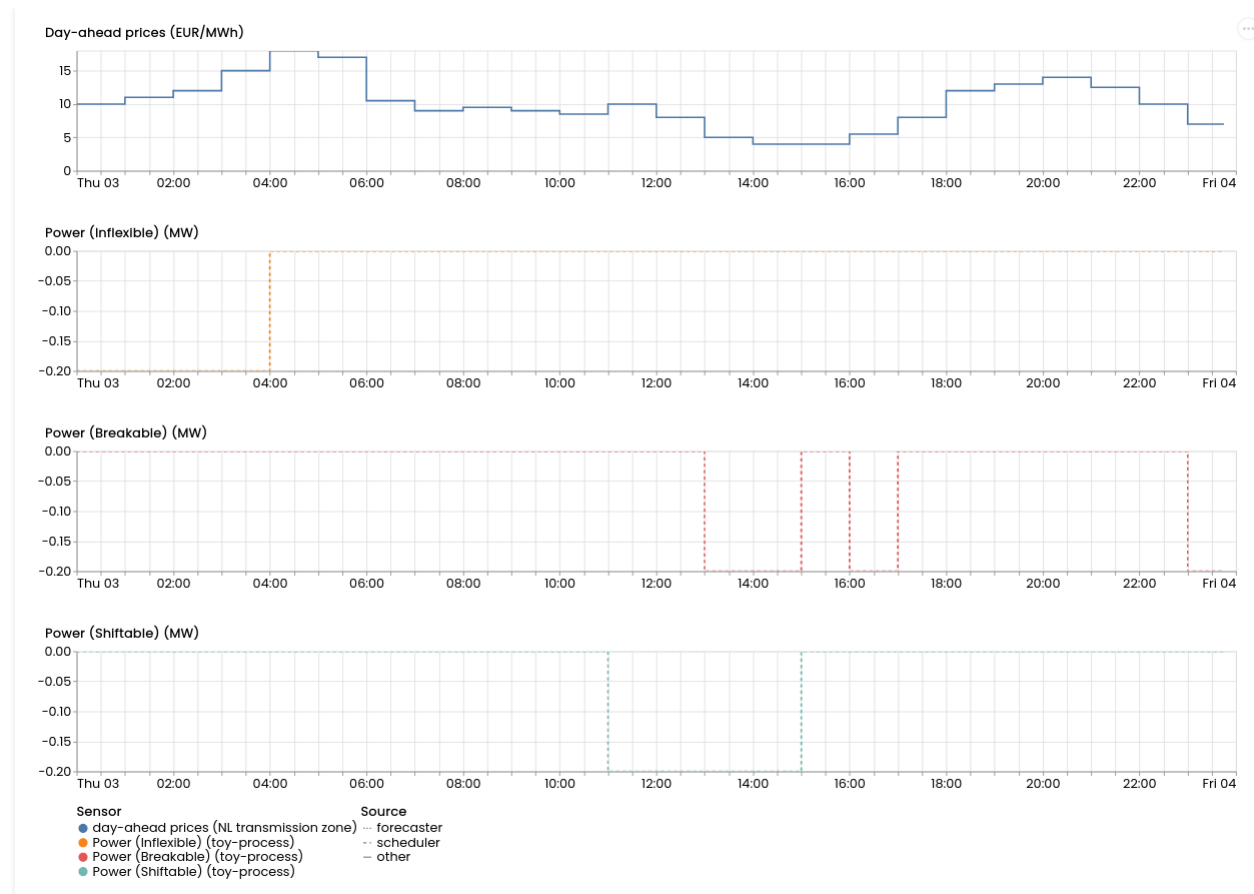 Day-ahead prices (EUR/MWh)
15
10
5
0
Thu 03 02:00 04:00 06:00 08:00 10:00 12:00 14:00 16:00 18:00 20:00 22:00 Fri 04
Power (Inflexible) (MW)
0.00
−0.05
−0.10
−0.15
−0.20
Thu 03 02:00 04:00 06:00 08:00 10:00 12:00 14:00 16:00 18:00 20:00 22:00 Fri 04
Power (Breakable) (MW)
0.00
−0.05
−0.10
−0.15
−0.20
Thu 03 02:00 04:00 06:00 08:00 10:00 12:00 14:00 16:00 18:00 20:00 22:00 Fri 04
Power (Shiftable) (MW)
0.00
−0.05
−0.10
−0.15
−0.20
Thu 03 02:00 04:00 06:00 08:00 10:00 12:00 14:00 16:00 18:00 20:00 22:00 Fri 04
Sensor Source
day-ahead prices (NL transmission zone) forecaster
Power (Inflexible) (toy-process) scheduler
Power (Breakable) (toy-process) other
Power (Shiftable) (toy-process)